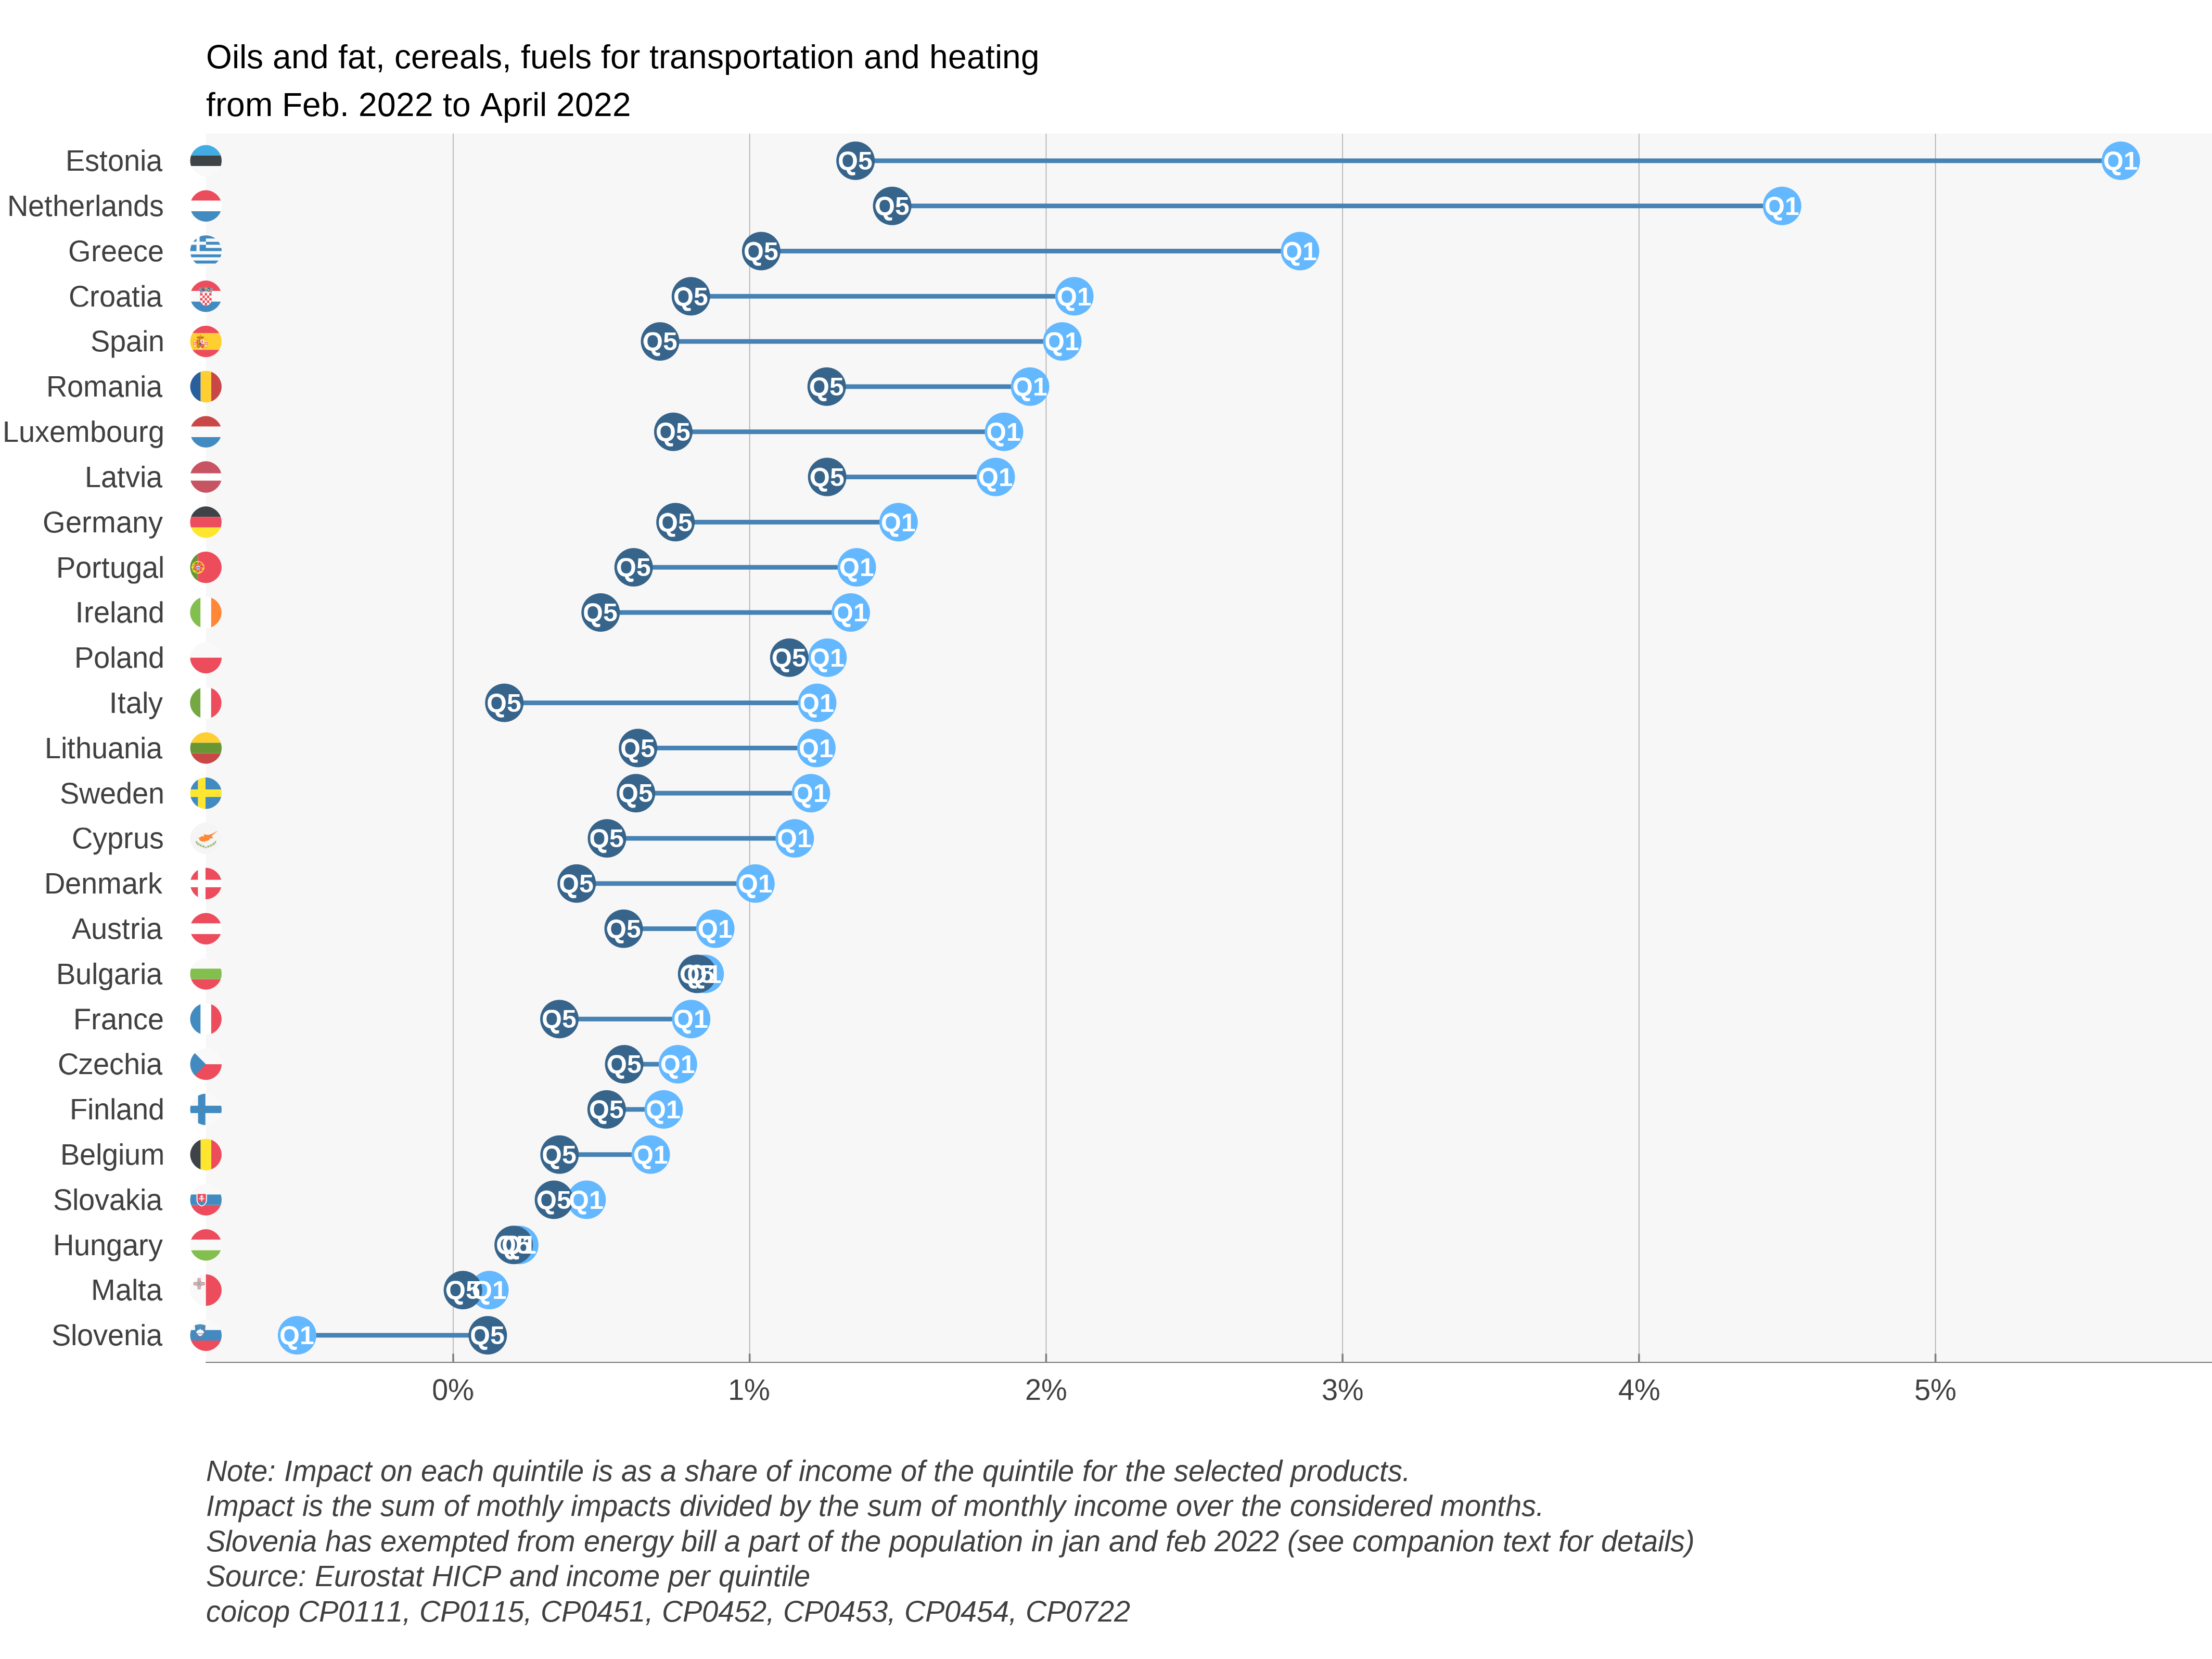 Oils and fat, cereals, fuels for transportation and heating
from Feb. 2022 to April 2022
Estonia Q5 Q1
Netherlands Q5 Q1
Greece Q5 Q1
Croatia Q5 Q1
Spain Q5 Q1
Romania Q5 Q1
Luxembourg Q5 Q1
Latvia Q5 Q1
Germany Q5 Q1
Portugal Q5 Q1
Ireland Q5 Q1
Poland Q5 Q1
Italy Q5 Q1
Lithuania Q5 Q1
Sweden Q5 Q1
Cyprus Q5 Q1
Denmark Q5 Q1
Austria Q5 Q1
Bulgaria Q5 Q1
France Q5 Q1
Czechia Q5 Q1
Finland Q5 Q1
Belgium Q5 Q1
Slovakia Q5 Q1
Hungary Q5 Q1
Malta Q5 Q1
Slovenia Q1 Q5
0% 1% 2% 3% 4% 5%
Note: Impact on each quintile is as a share of income of the quintile for the selected products.
Impact is the sum of mothly impacts divided by the sum of monthly income over the considered months.
Slovenia has exempted from energy bill a part of the population in jan and feb 2022 (see companion text for details)
Source: Eurostat HICP and income per quintile
coicop CP0111, CP0115, CP0451, CP0452, CP0453, CP0454, CP0722